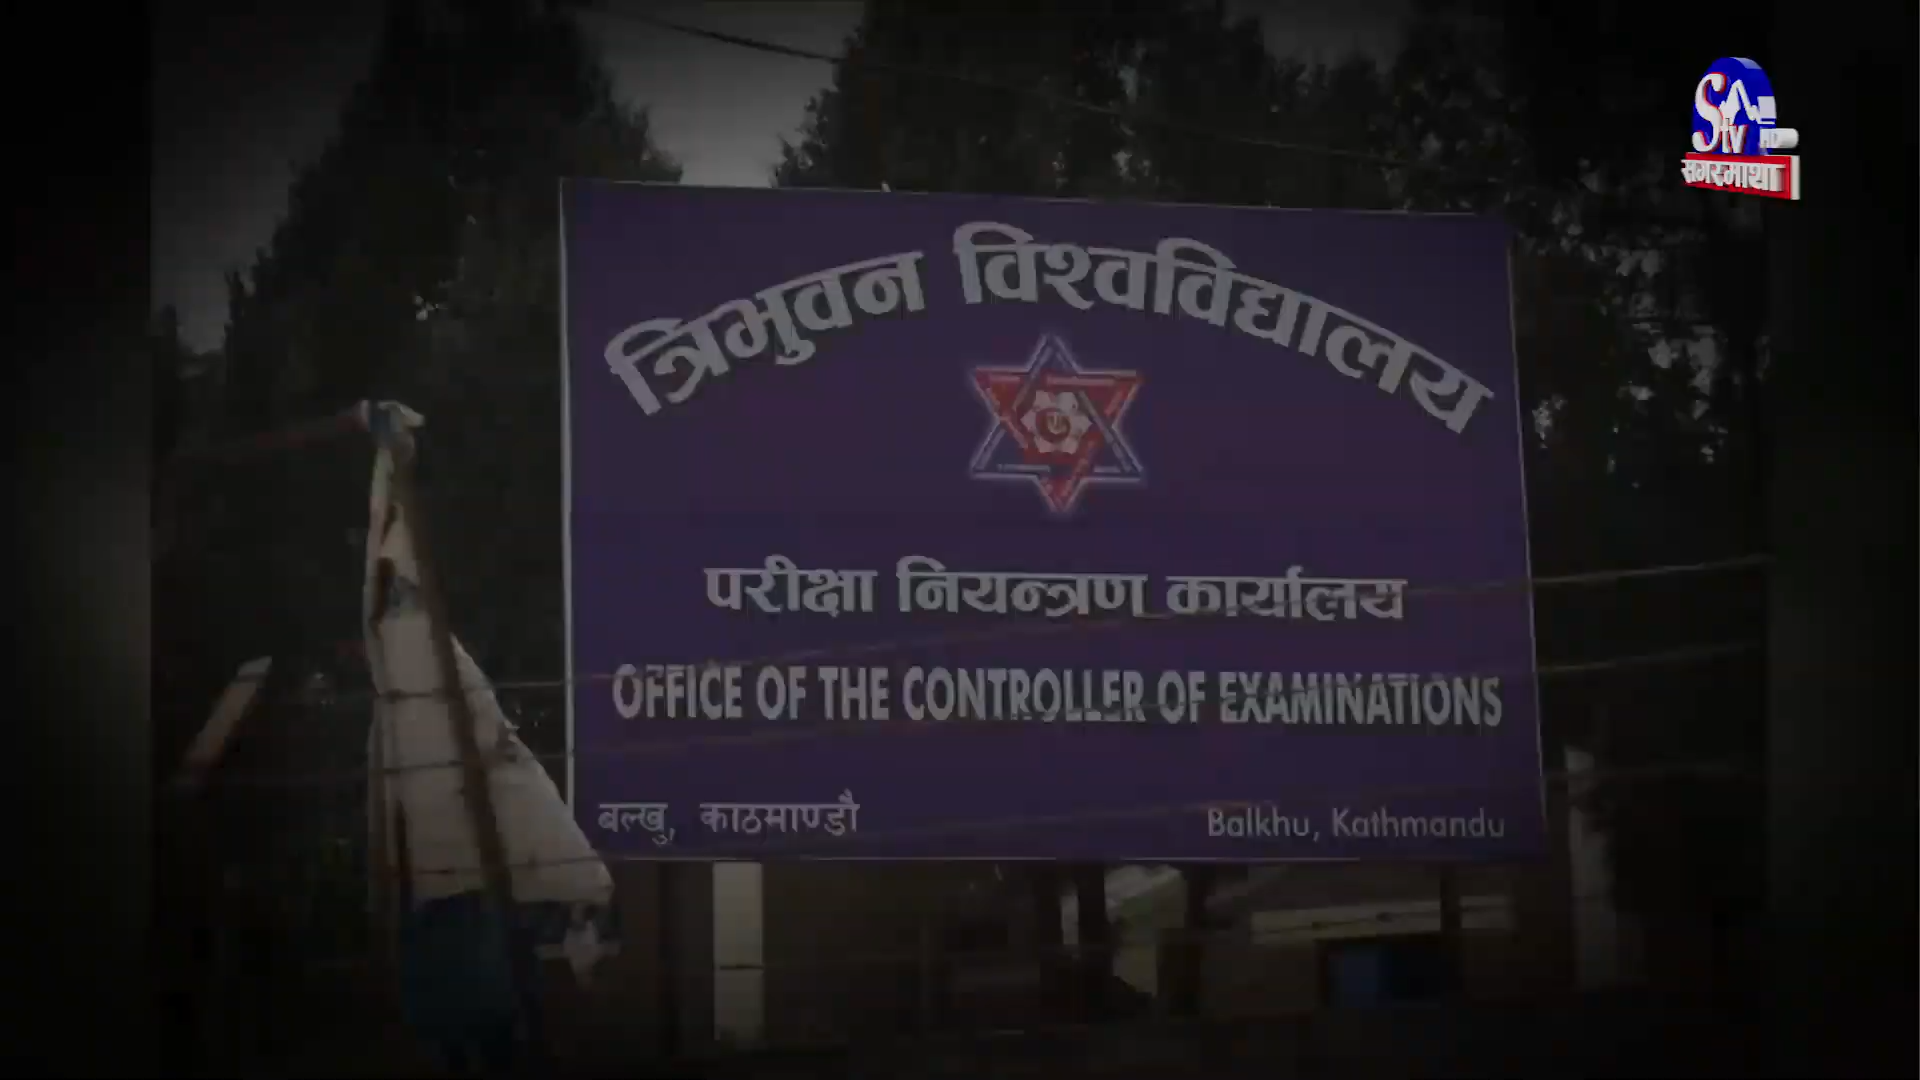 STV HD
सगरमाथा
त्रिभुवन विश्वविद्यालय
परीक्षा नियन्त्रण कार्यालय
OFFICE OF THE CONTROLLER OF EXAMINATIONS
बल्खु, काठमाण्डौ
Balkhu, Kathmandu